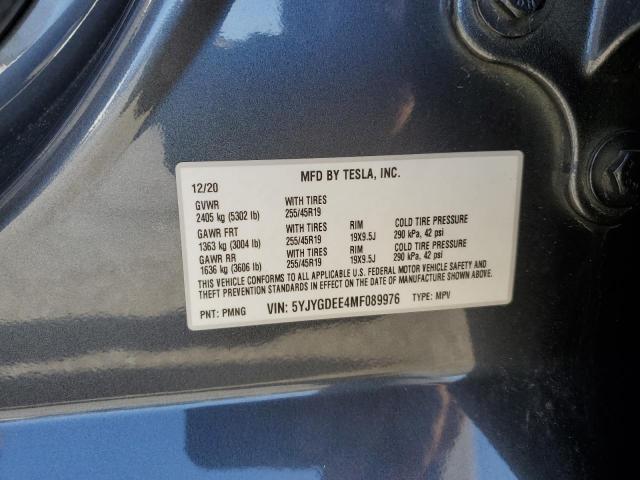 MFD BY TESLA, INC.
12/20
GVWR WITH TIRES
2405 kg (5302 lb) 255/45R19
GAWR FRT WITH TIRES RIM COLD TIRE PRESSURE
1363 kg (3004 lb) 255/45R19 19X9.5J 290 kPa, 42 psi
GAWR RR WITH TIRES RIM COLD TIRE PRESSURE
1636 kg (3606 lb) 255/45R19 19X9.5J 290 kPa, 42 psi
THIS VEHICLE CONFORMS TO ALL APPLICABLE U.S. FEDERAL MOTOR VEHICLE SAFETY AND
THEFT PREVENTION STANDARDS IN EFFECT ON THE DATE OF MANUFACTURE SHOWN ABOVE.
PNT: PMNG VIN: 5YJYGDEE4MF089976 TYPE: MPV